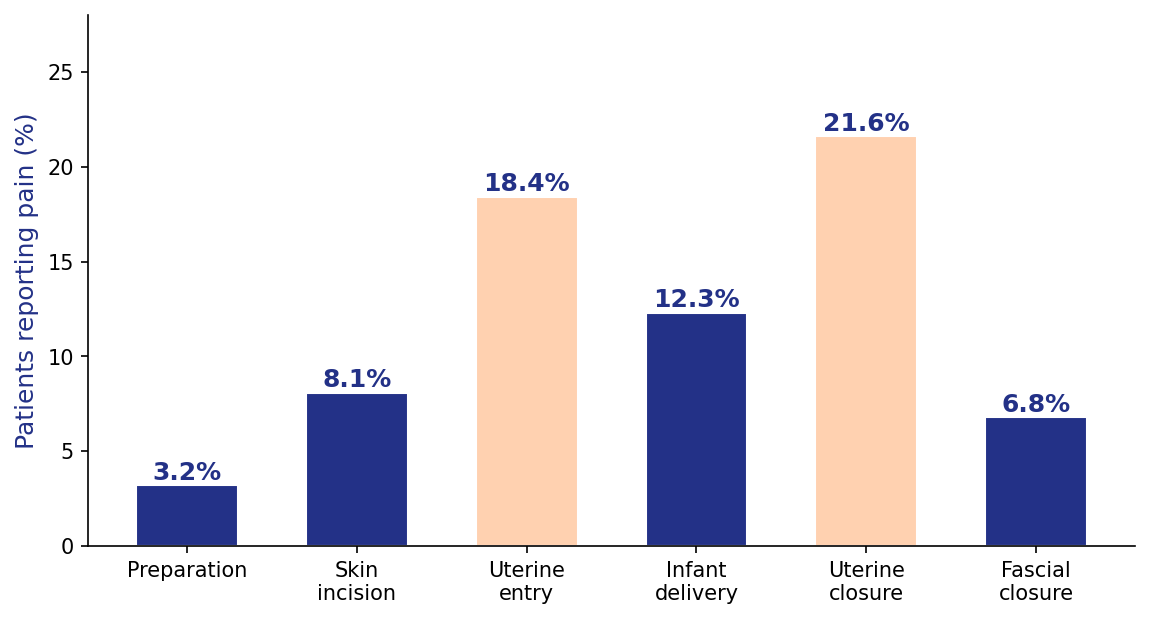 Patients reporting pain (%)
25
20
15
10
5
0
3.2%
8.1%
18.4%
12.3%
21.6%
6.8%
Preparation
Skin
incision
Uterine
entry
Infant
delivery
Uterine
closure
Fascial
closure